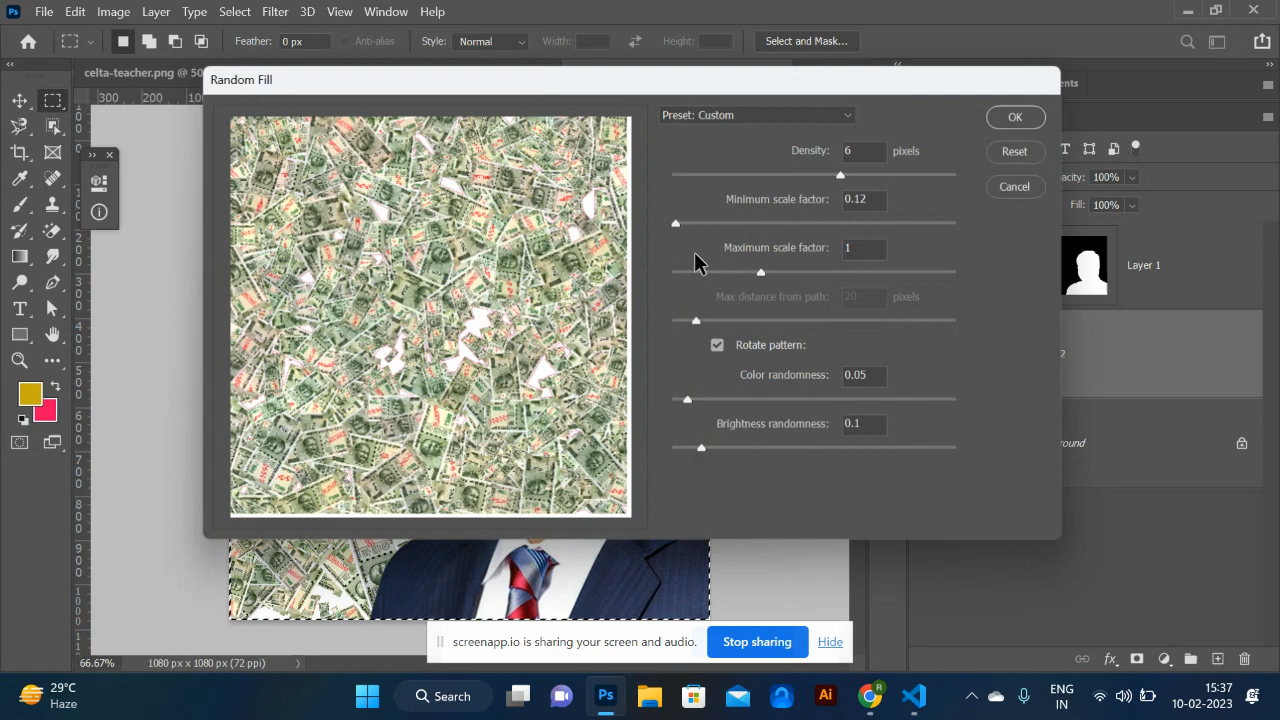 Ps File Edit Image Layer Type Select Filter 3D View Window Help
Feather: 0 px Anti-alias Style: Normal Width: Height: Select and Mask...
celta-teacher.png @ 50
Random Fill
300 200
Preset: Custom
OK
Density: 6 pixels
Reset
Cancel
Minimum scale factor: 0.12
Maximum scale factor: 1
Max distance from path: 20 pixels
Rotate pattern:
Color randomness: 0.05
Brightness randomness: 0.1
100%
Fill: 100%
Layer 1
2
screenapp.io is sharing your screen and audio. Stop sharing Hide
66.67% 1080 px x 1080 px (72 ppi)
29°C
Haze
Search
Ps
Ai
R
ENG
IN
15:37
10-02-2023